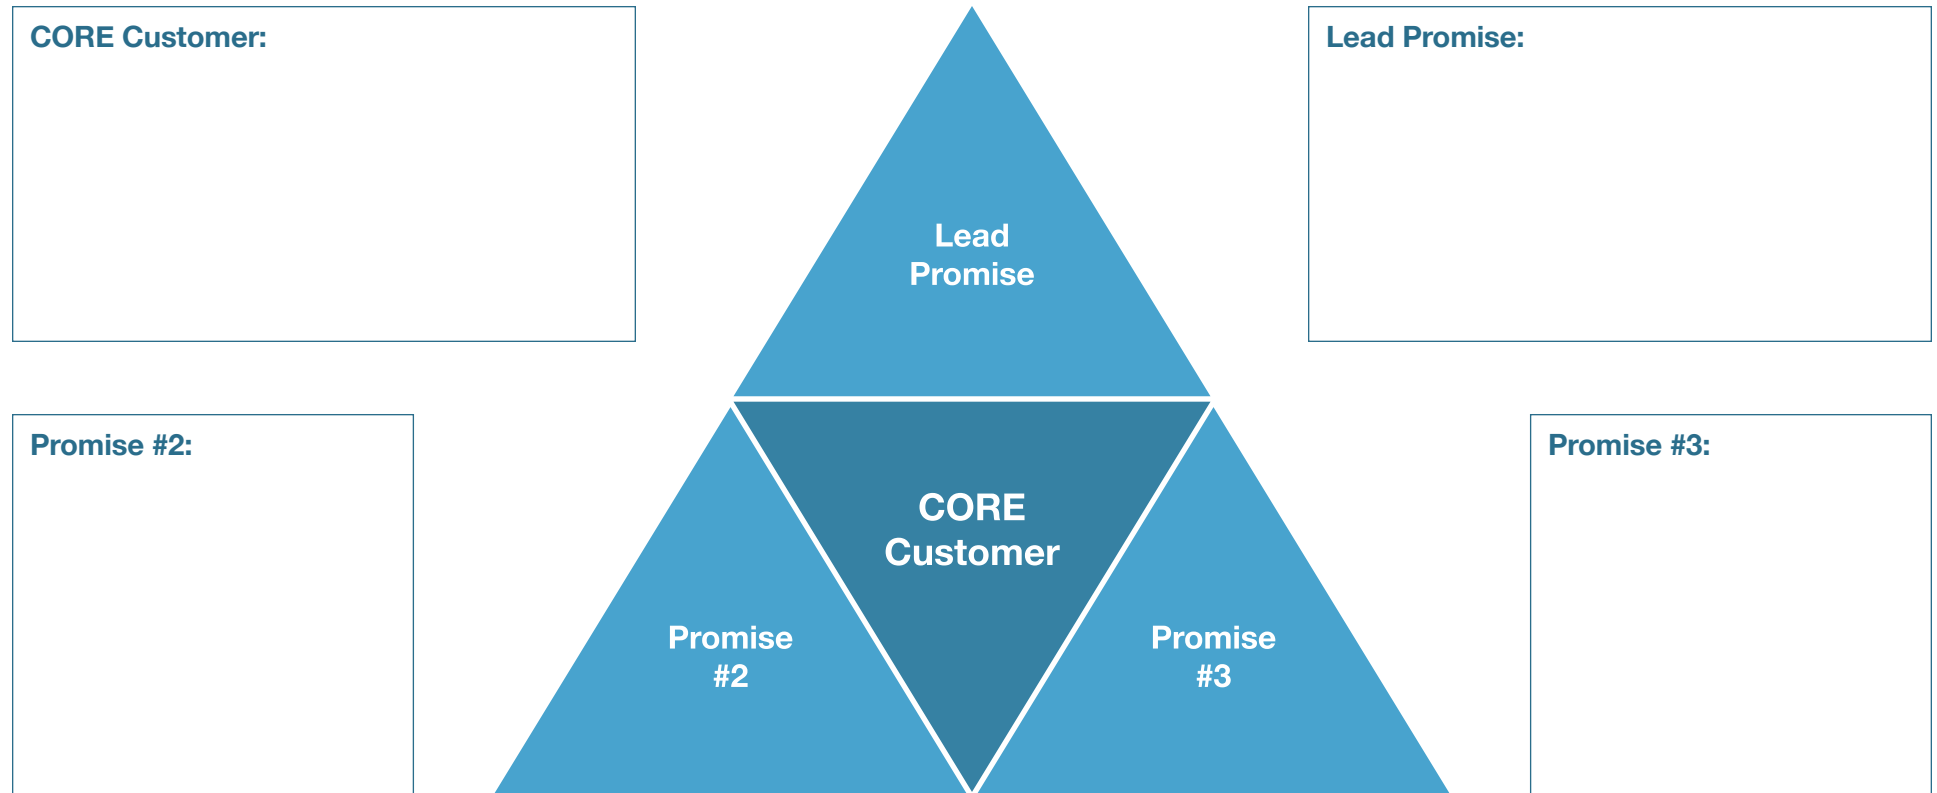 CORE Customer:
Lead Promise:
Lead
Promise
Promise #2:
Promise #3:
CORE
Customer
Promise
#2
Promise
#3